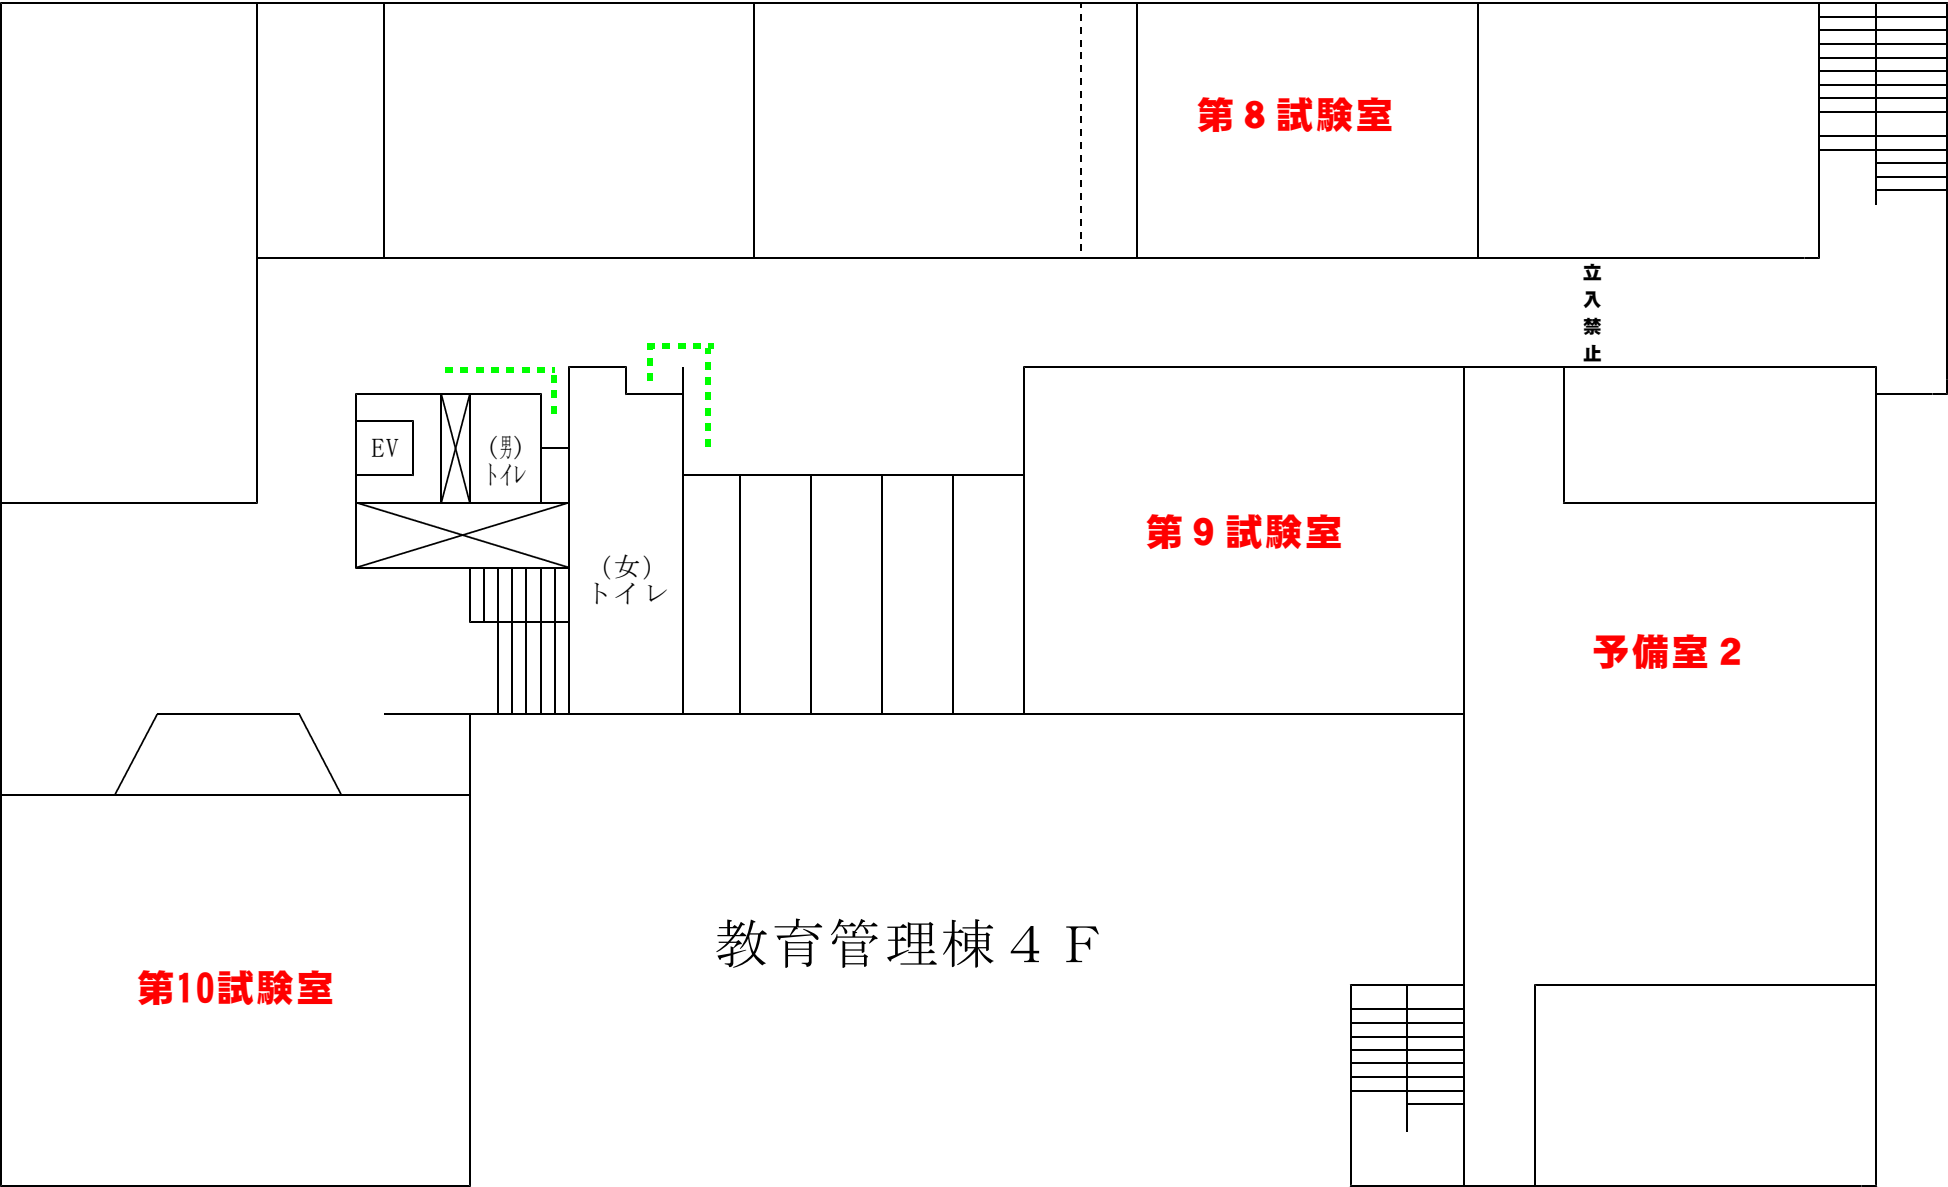 第８試験室
立
入
禁
止
EV
（男）
トイレ
第９試験室
（女）
トイレ
予備室２
教育管理棟４Ｆ
第10試験室